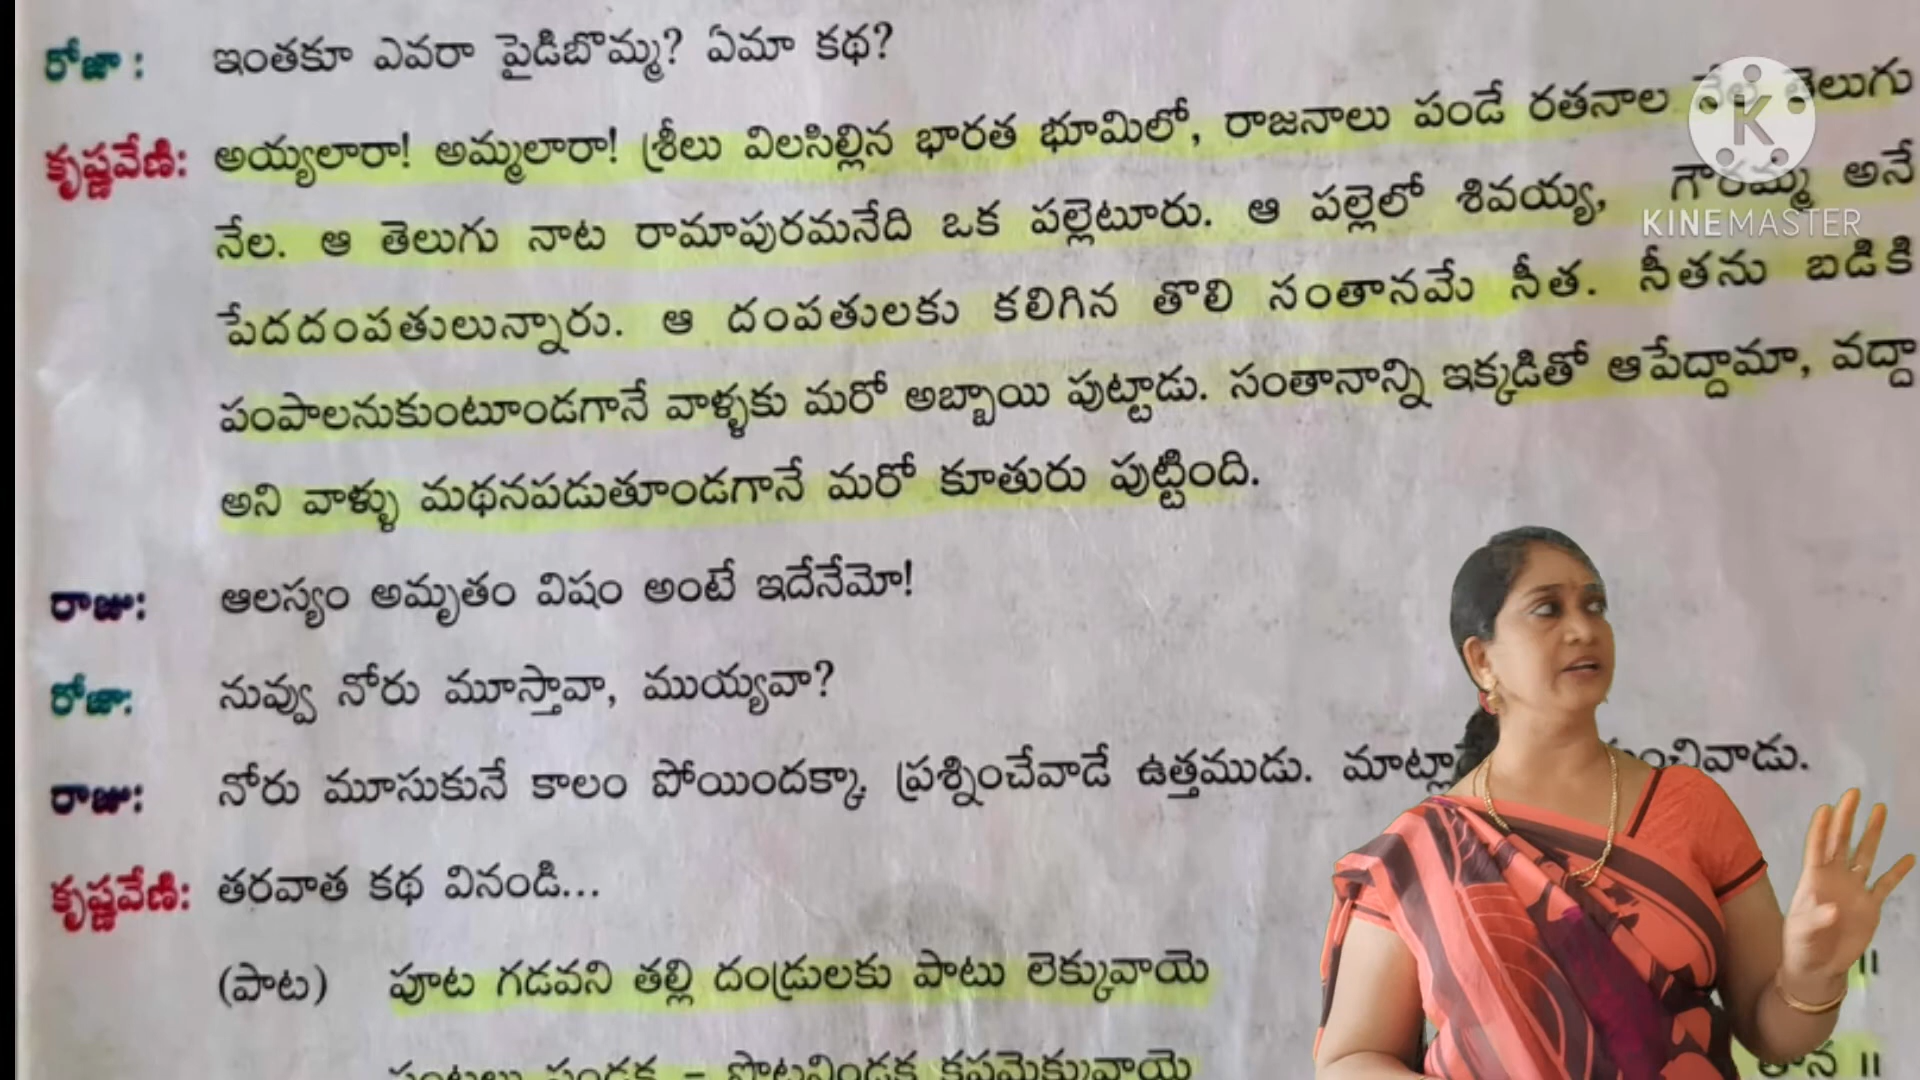 రోజా : ఇంతకూ ఎవరా పైడిబొమ్మ? ఏమా కథ?
కృష్ణవేణి: అయ్యలారా! అమ్మలారా! శ్రీలు విలసిల్లిన భారత భూమిలో, రాజనాలు పండే రతనాల నేల తెలుగు
నేల. ఆ తెలుగు నాట రామాపురమనేది ఒక పల్లెటూరు. ఆ పల్లెలో శివయ్య, గౌరమ్మ అనే
పేదదంపతులున్నారు. ఆ దంపతులకు కలిగిన తొలి సంతానమే సీత. సీతను బడికి
పంపాలనుకుంటూండగానే వాళ్ళకు మరో అబ్బాయి పుట్టాడు. సంతానాన్ని ఇక్కడితో ఆపేద్దామా, వద్దా
అని వాళ్ళు మథనపడుతూండగానే మరో కూతురు పుట్టింది.
రాజు: ఆలస్యం అమృతం విషం అంటే ఇదేనేమో!
రోజా: నువ్వు నోరు మూస్తావా, ముయ్యవా?
రాజు: నోరు మూసుకునే కాలం పోయిందక్కా ప్రశ్నించేవాడే ఉత్తముడు.
కృష్ణవేణి: తరవాత కథ వినండి...
(పాట) పూట గడవని తల్లి దండ్రులకు పాటు లెక్కువాయె ॥
K
KINEMASTER